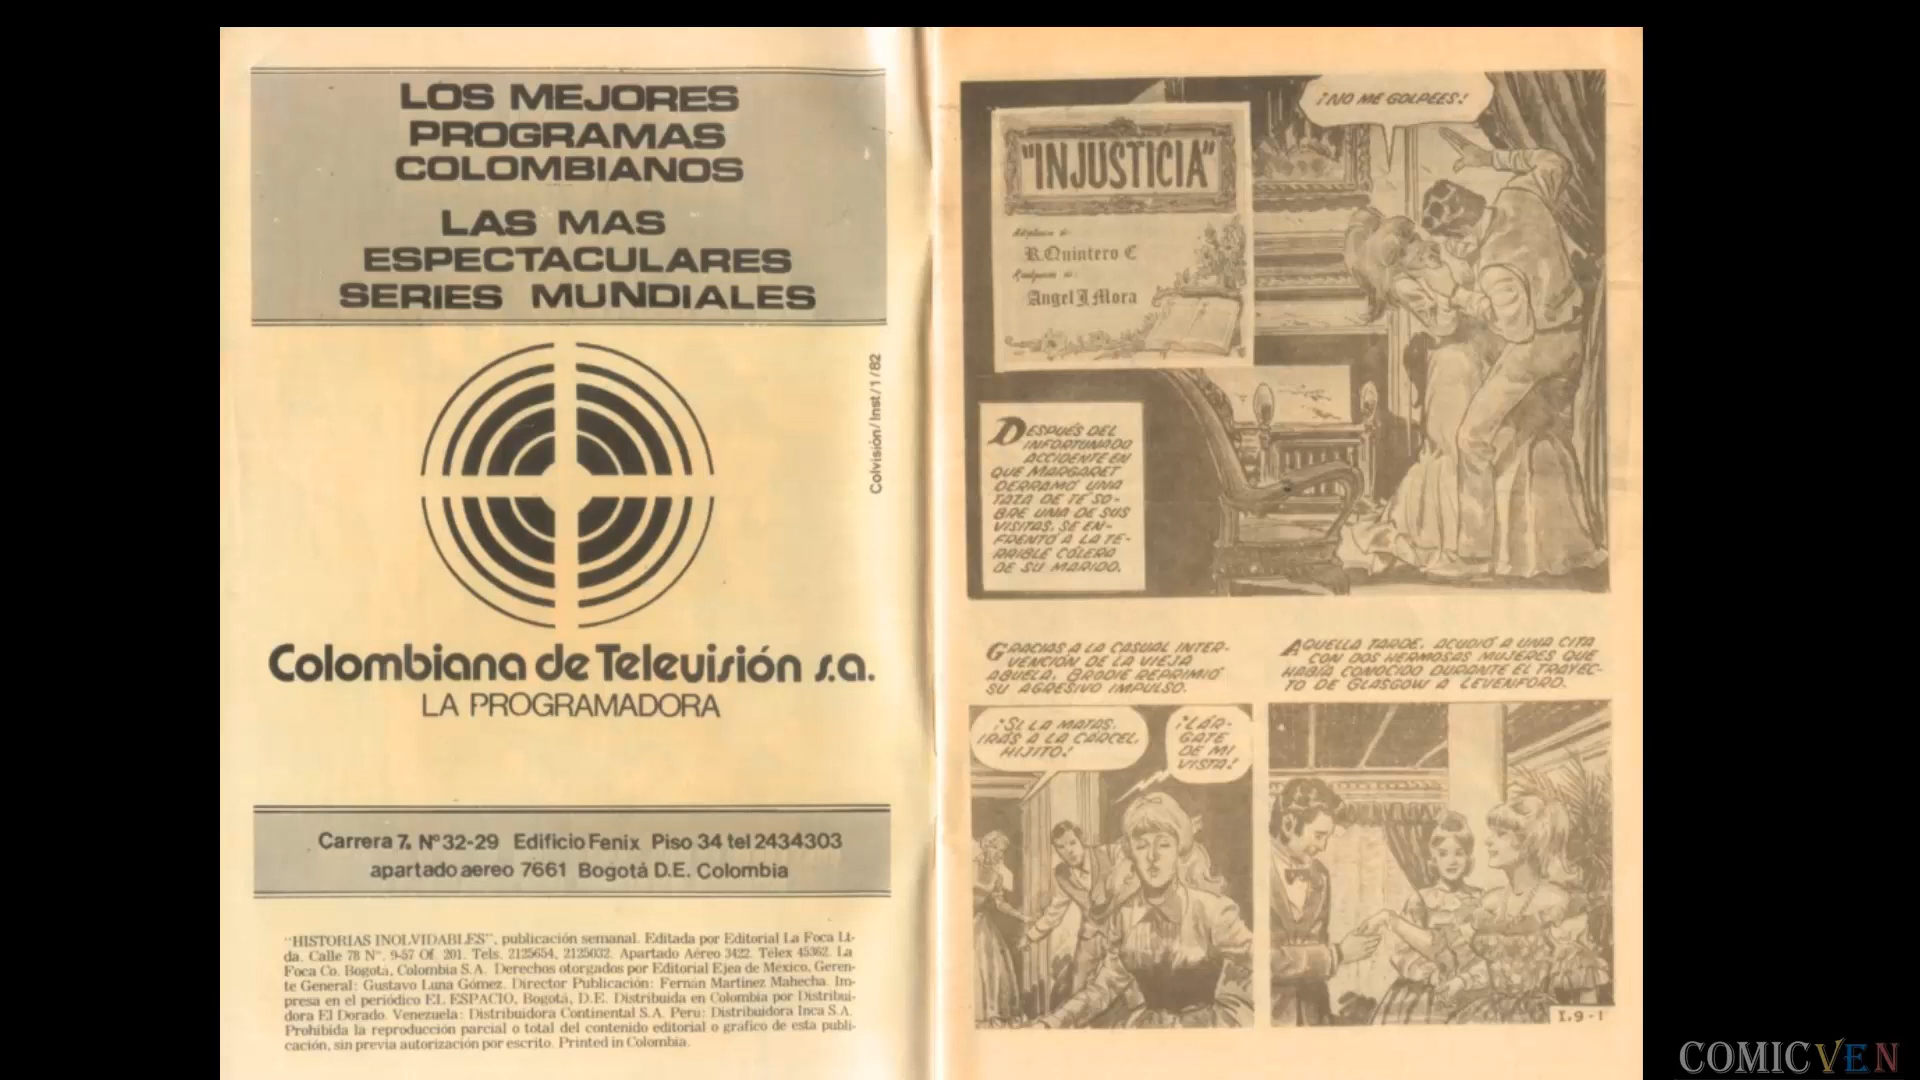 LOS MEJORES
PROGRAMAS
COLOMBIANOS
LAS MAS
ESPECTACULARES
SERIES MUNDIALES
Colvisión/Inst/1/82
Colombiana de Televisión s.a.
LA PROGRAMADORA
Carrera 7. Nº 32-29 Edificio Fenix Piso 34 tel 2434303
apartado aereo 7661 Bogotá D.E. Colombia
"HISTORIAS INOLVIDABLES", publicación semanal. Editada por Editorial La Foca Lt-
da. Calle 78 Nº. 9-57 Of. 201. Tels. 2125654, 2125032. Apartado Aéreo 3422. Télex 45362. La
Foca Co. Bogotá, Colombia S.A. Derechos otorgados por Editorial Ejea de México, Geren-
te General: Gustavo Luna Gómez. Director Publicación: Fernán Martínez Mahecha. Im-
presa en el periódico EL ESPACIO, Bogotá, D.E. Distribuida en Colombia por Distribui-
dora El Dorado. Venezuela: Distribuidora Continental S.A. Perú: Distribuidora Inca S.A.
Prohibida la reproducción parcial o total del contenido editorial o gráfico de esta publi-
cación, sin previa autorización por escrito. Printed in Colombia.
¡NO ME GOLPEES!
"INJUSTICIA"
R. Quintero C
Angel J. Mora
DESPUÉS DEL
INFORTUNADO
ACCIDENTE EN
QUE MARGARET
DERRAMÓ UNA
TAZA DE TÉ SO-
BRE UNA DE SUS
VISITAS, SE EN-
FRENTÓ A LA TE-
RRIBLE CÓLERA
DE SU MARIDO.
GRACIAS A LA CASUAL INTER-
VENCIÓN DE LA VIEJA
ABUELA, BRODIE REPRIMIÓ
SU AGRESIVO IMPULSO.
¡SI LA MATAS,
IRÁS A LA CÁRCEL,
HIJITO!
¡LÁR-
GATE
DE MI
VISTA!
AQUELLA TARDE, ACUDIÓ A UNA CITA
CON DOS HERMOSAS MUJERES QUE
HABÍA CONOCIDO DURANTE EL TRAYEC-
TO DE GLASGOW A LEVENFORD.
I.9-1
COMICVEN